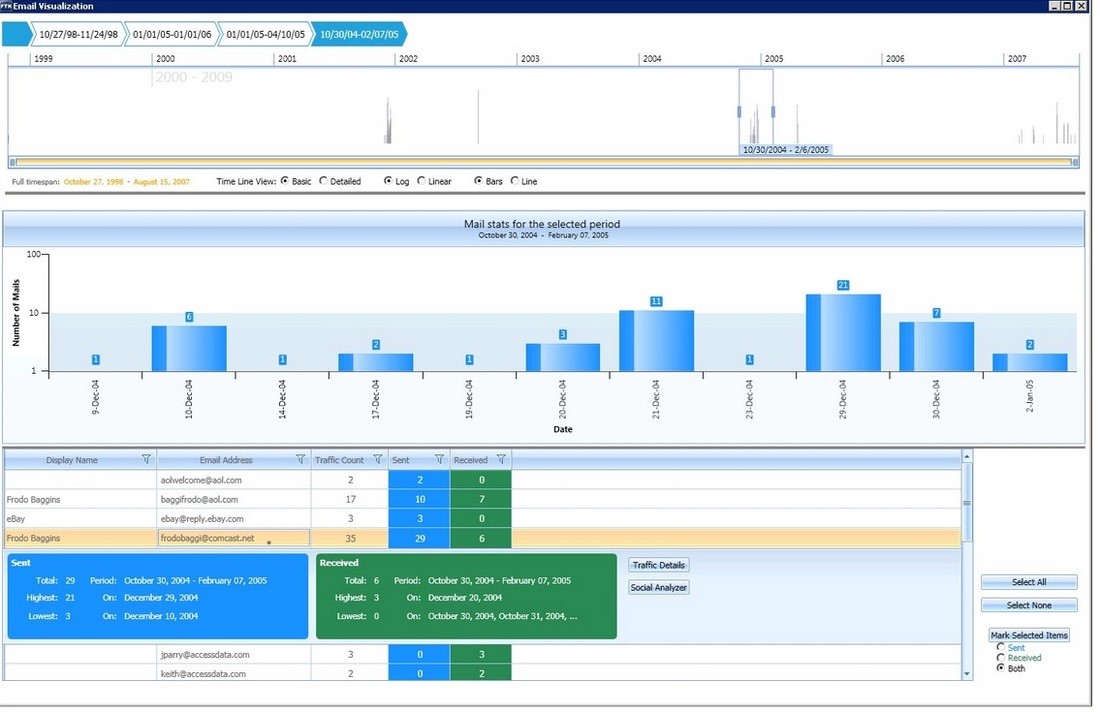 FTK Email Visualization
10/27/98-11/24/98 01/01/05-01/01/06 01/01/05-04/10/05 10/30/04-02/07/05
1999 2000 2001 2002 2003 2004 2005 2006 2007
2000 - 2009
10/30/2004 - 2/6/2005
Full timespan: October 27, 1998 - August 15, 2007 Time Line View: Basic Detailed Log Linear Bars Line
Mail stats for the selected period
October 30, 2004 - February 07, 2005
Number of Mails
100
10
1
1 6 1 2 1 3 11 1 21 7 2
9-Dec-04 10-Dec-04 14-Dec-04 17-Dec-04 19-Dec-04 20-Dec-04 21-Dec-04 23-Dec-04 29-Dec-04 30-Dec-04 2-Jan-05
Date
Display Name Email Address Traffic Count Sent Received
aolwelcome@aol.com 2 2 0
Frodo Baggins baggifrodo@aol.com 17 10 7
eBay ebay@reply.ebay.com 3 3 0
Frodo Baggins frodobaggi@comcast.net 35 29 6
Sent
Total: 29 Period: October 30, 2004 - February 07, 2005
Highest: 21 On: December 29, 2004
Lowest: 3 On: December 10, 2004
Received
Total: 6 Period: October 30, 2004 - February 07, 2005
Highest: 3 On: December 20, 2004
Lowest: 0 On: October 30, 2004, October 31, 2004, ...
Traffic Details
Social Analyzer
jparry@accessdata.com 3 0 3
keith@accessdata.com 2 0 2
Select All
Select None
Mark Selected Items
Sent
Received
Both